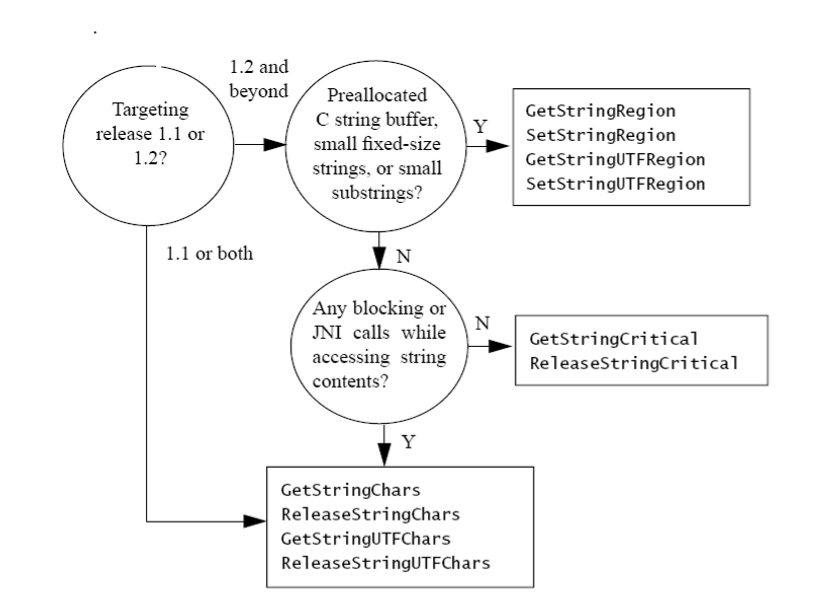 Targeting
release 1.1 or
1.2?
1.2 and
beyond
Preallocated
C string buffer,
small fixed-size
strings, or small
substrings?
Y
GetStringRegion
SetStringRegion
GetStringUTFRegion
SetStringUTFRegion
1.1 or both
N
Any blocking or
JNI calls while
accessing string
contents?
N
GetStringCritical
ReleaseStringCritical
Y
GetStringChars
ReleaseStringChars
GetStringUTFChars
ReleaseStringUTFChars